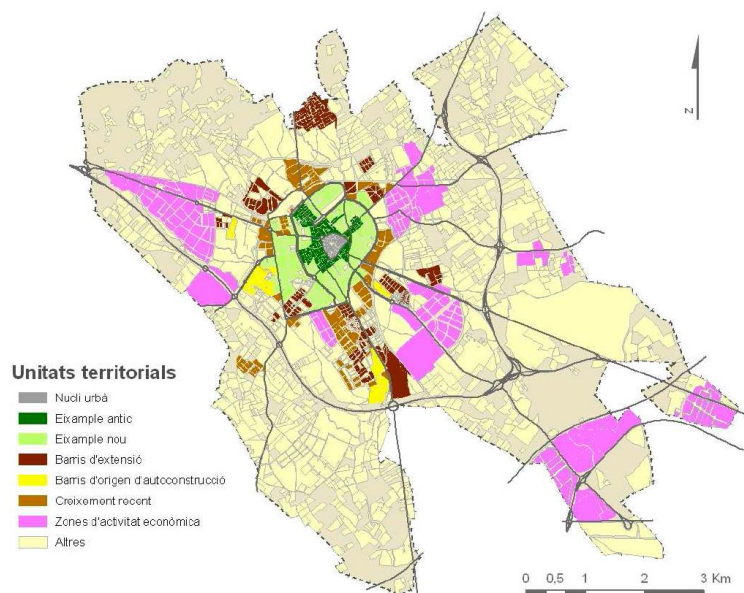 N
Unitats territorials
Nucli urbà
Eixample antic
Eixample nou
Barris d'extensió
Barris d'origen d'autoconstrucció
Creixement recent
Zones d'activitat econòmica
Altres
0 0,5 1 2 3 Km